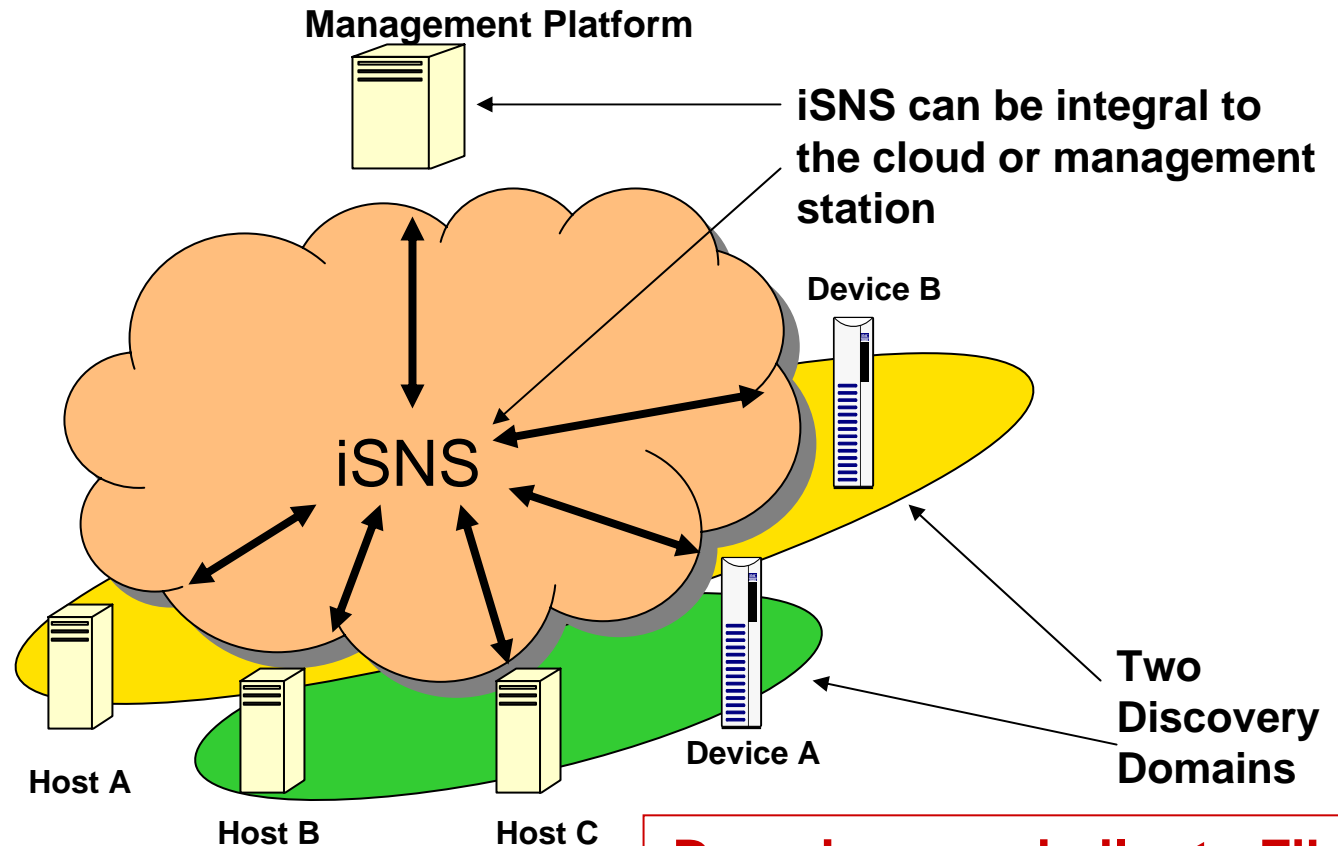 Management Platform
iSNS can be integral to
the cloud or management
station
Device B
iSNS
Two
Discovery
Domains
Device A
Host A
Host B
Host C